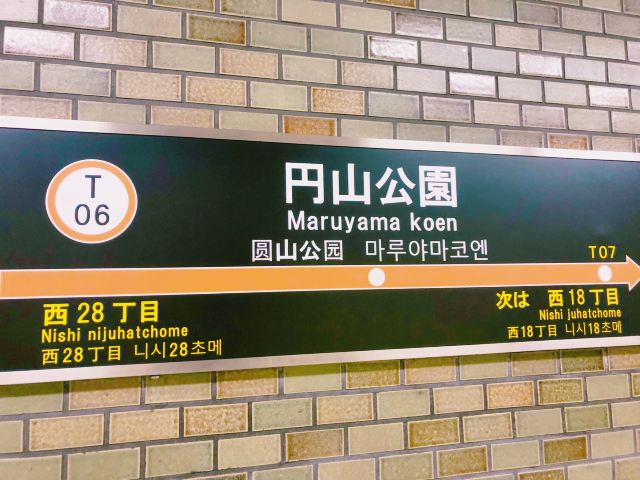 T
06
円山公園
Maruyama koen
圆山公园 마루야마코엔
T07
西28丁目
Nishi nijuhatchome
西28丁目 니시28초메
次は 西18丁目
Nishi juhatchome
西18丁目 니시18초메